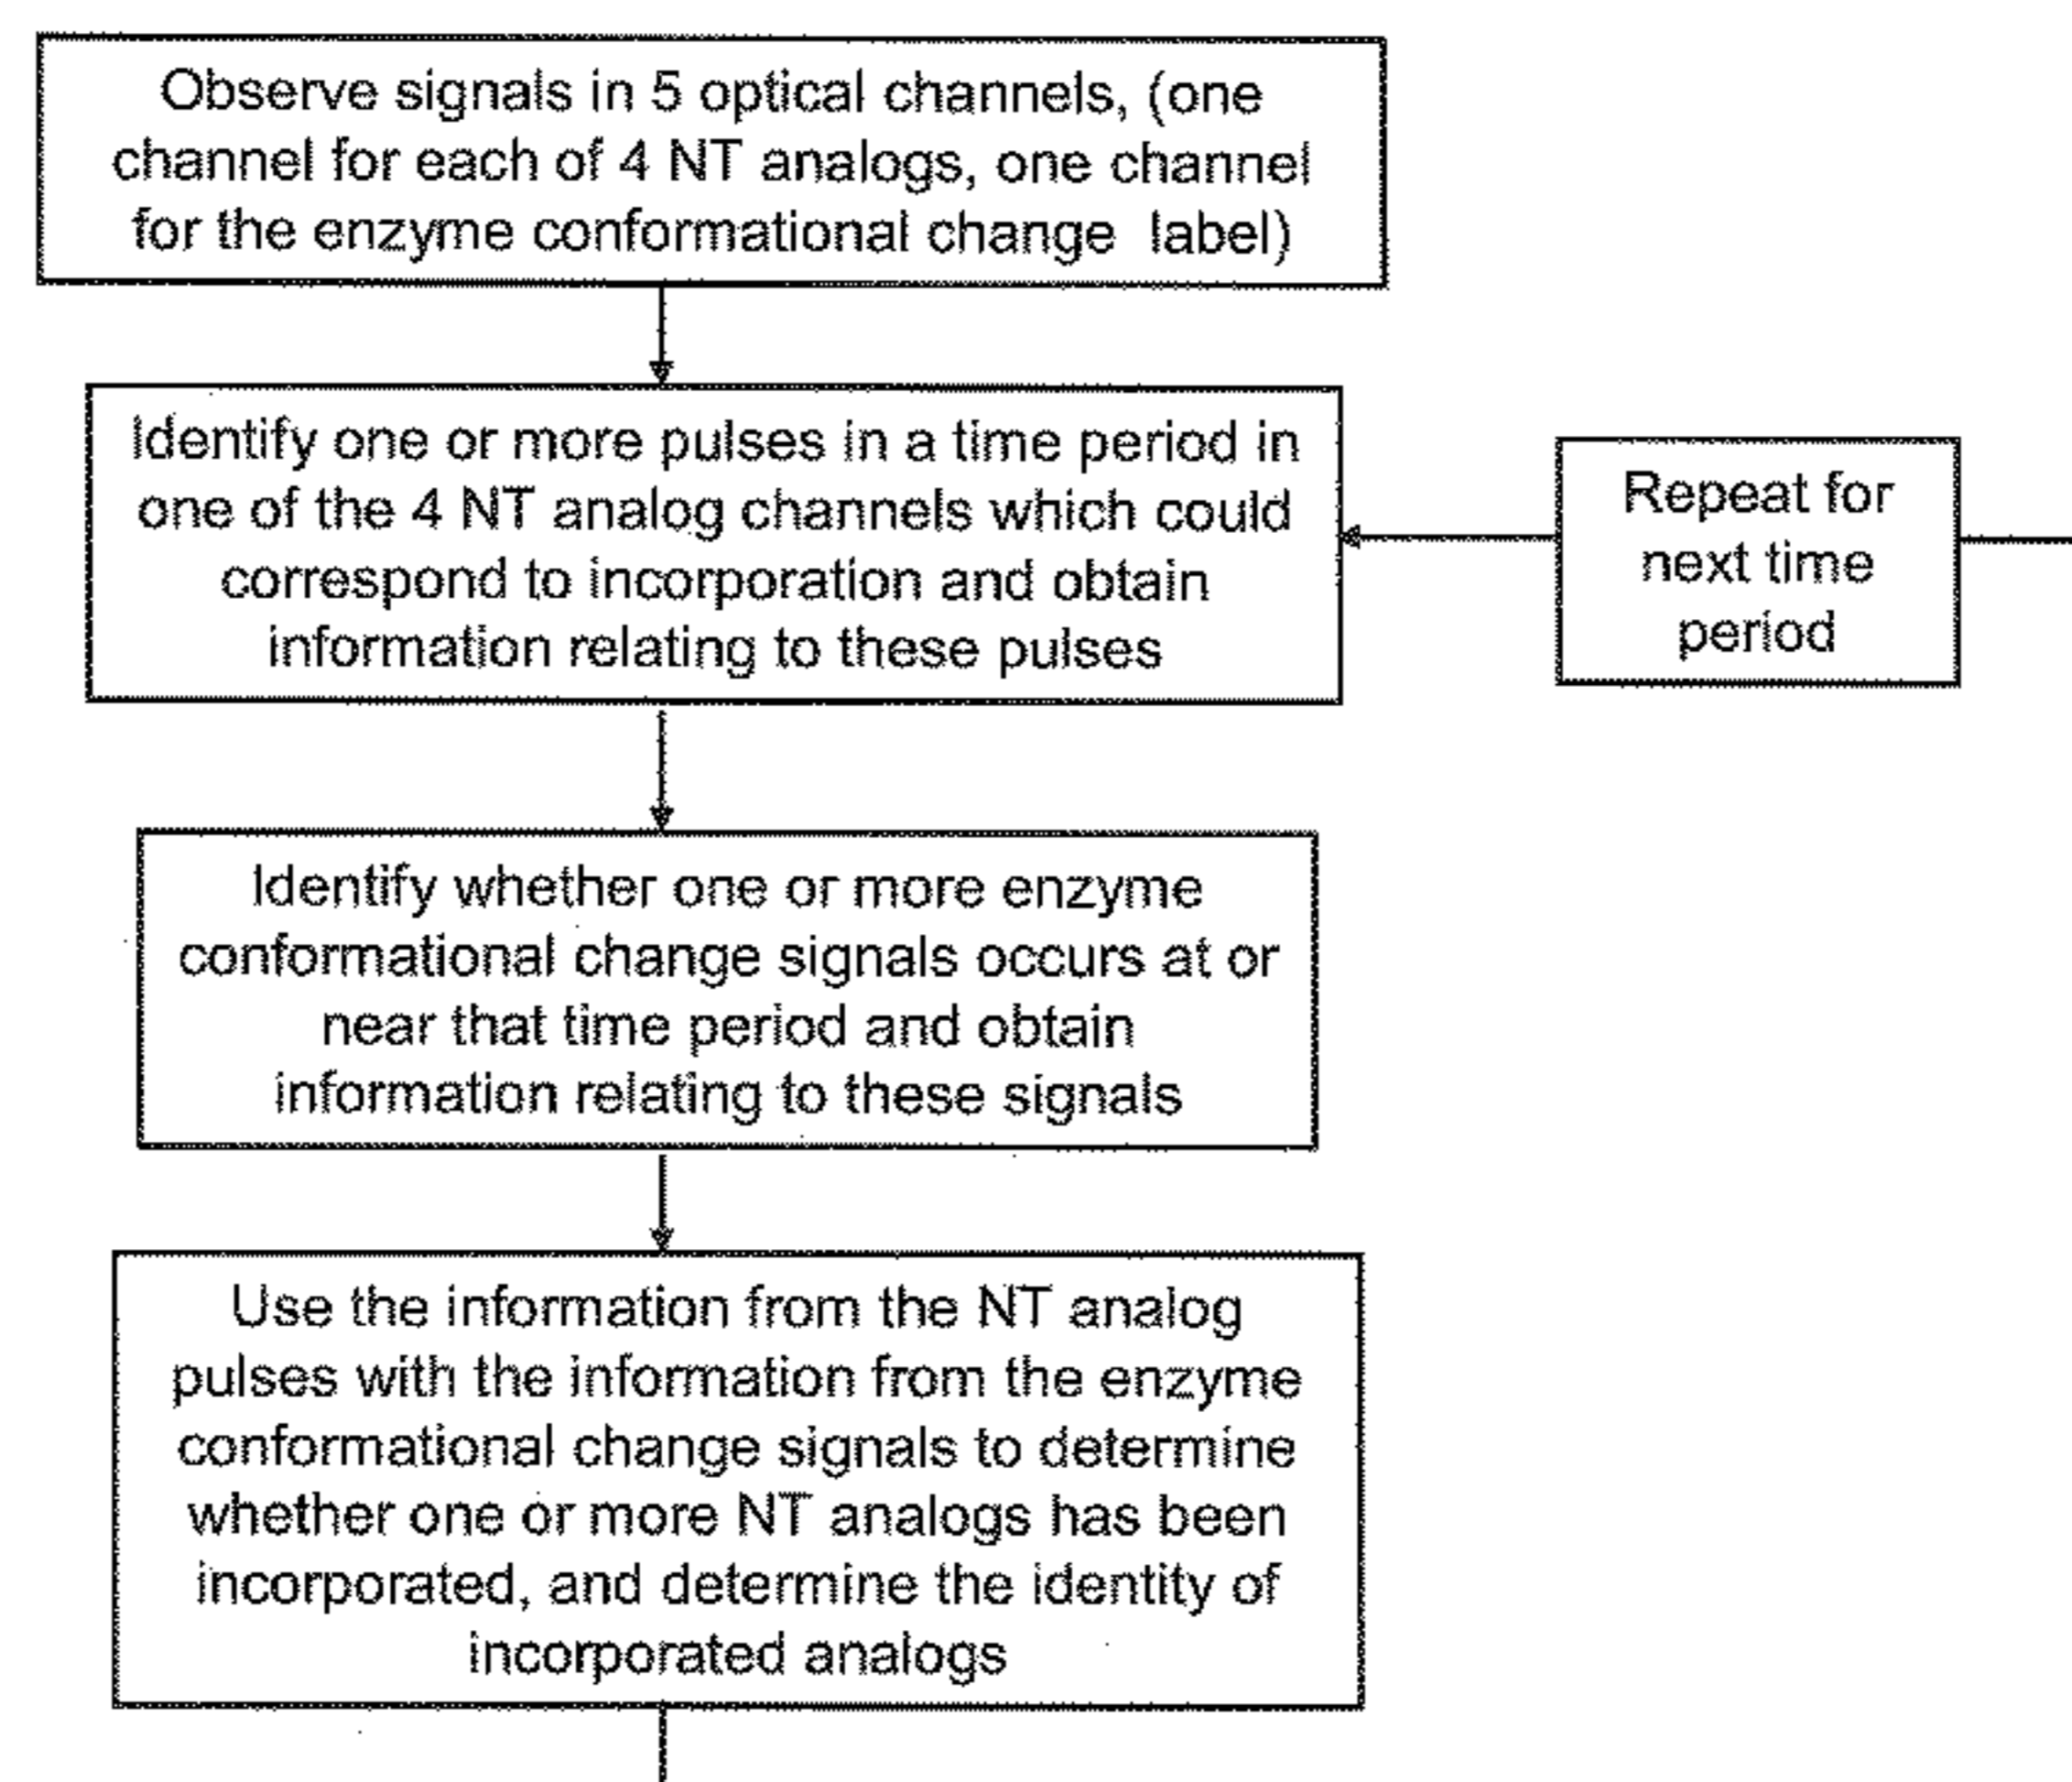 Observe signals in 5 optical channels, (one
channel for each of 4 NT analogs, one channel
for the enzyme conformational change label)
Identify one or more pulses in a time period in
one of the 4 NT analog channels which could
correspond to incorporation and obtain
information relating to these pulses
Repeat for
next time
period
Identify whether one or more enzyme
conformational change signals occurs at or
near that time period and obtain
information relating to these signals
Use the information from the NT analog
pulses with the information from the enzyme
conformational change signals to determine
whether one or more NT analogs has been
incorporated, and determine the identity of
incorporated analogs